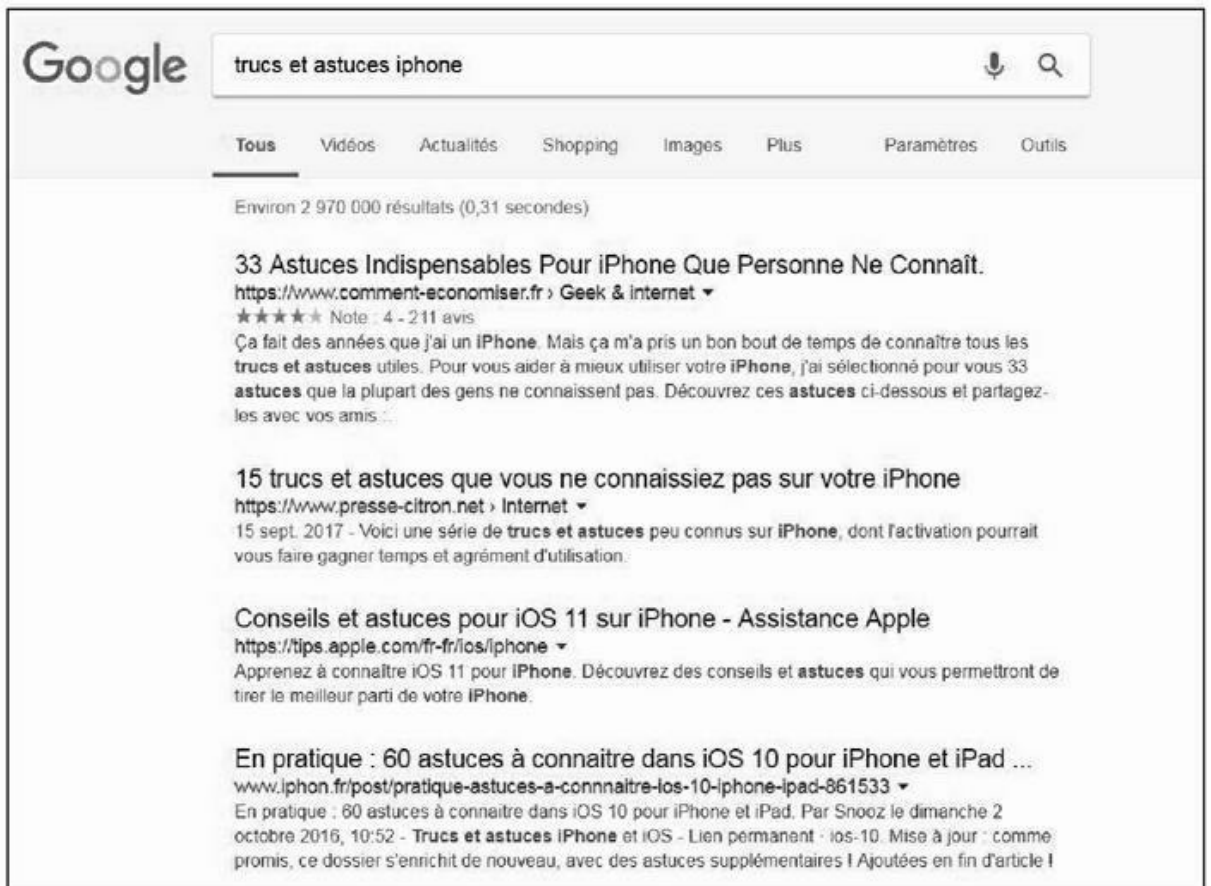 Google
trucs et astuces iphone
Tous Vidéos Actualités Shopping Images Plus Paramètres Outils
Environ 2 970 000 résultats (0,31 secondes)
33 Astuces Indispensables Pour iPhone Que Personne Ne Connaît.
https://www.comment-economiser.fr › Geek & internet ▼
★★★★★ Note : 4 - 211 avis
Ça fait des années que j'ai un iPhone. Mais ça m'a pris un bon bout de temps de connaître tous les
trucs et astuces utiles. Pour vous aider à mieux utiliser votre iPhone, j'ai sélectionné pour vous 33
astuces que la plupart des gens ne connaissent pas. Découvrez ces astuces ci-dessous et partagez-
les avec vos amis :.
15 trucs et astuces que vous ne connaissiez pas sur votre iPhone
https://www.presse-citron.net › Internet ▼
15 sept. 2017 - Voici une série de trucs et astuces peu connus sur iPhone, dont l'activation pourrait
vous faire gagner temps et agrément d'utilisation.
Conseils et astuces pour iOS 11 sur iPhone - Assistance Apple
https://tips.apple.com/fr-fr/ios/iphone ▼
Apprenez à connaître iOS 11 pour iPhone. Découvrez des conseils et astuces qui vous permettront de
tirer le meilleur parti de votre iPhone.
En pratique : 60 astuces à connaitre dans iOS 10 pour iPhone et iPad ...
www.iphon.fr/post/pratique-astuces-a-connnaitre-ios-10-iphone-ipad-861533 ▼
En pratique : 60 astuces à connaitre dans iOS 10 pour iPhone et iPad. Par Snooz le dimanche 2
octobre 2016, 10:52 - Trucs et astuces iPhone et iOS - Lien permanent · ios-10. Mise à jour : comme
promis, ce dossier s'enrichit de nouveau, avec des astuces supplémentaires ! Ajoutées en fin d'article !